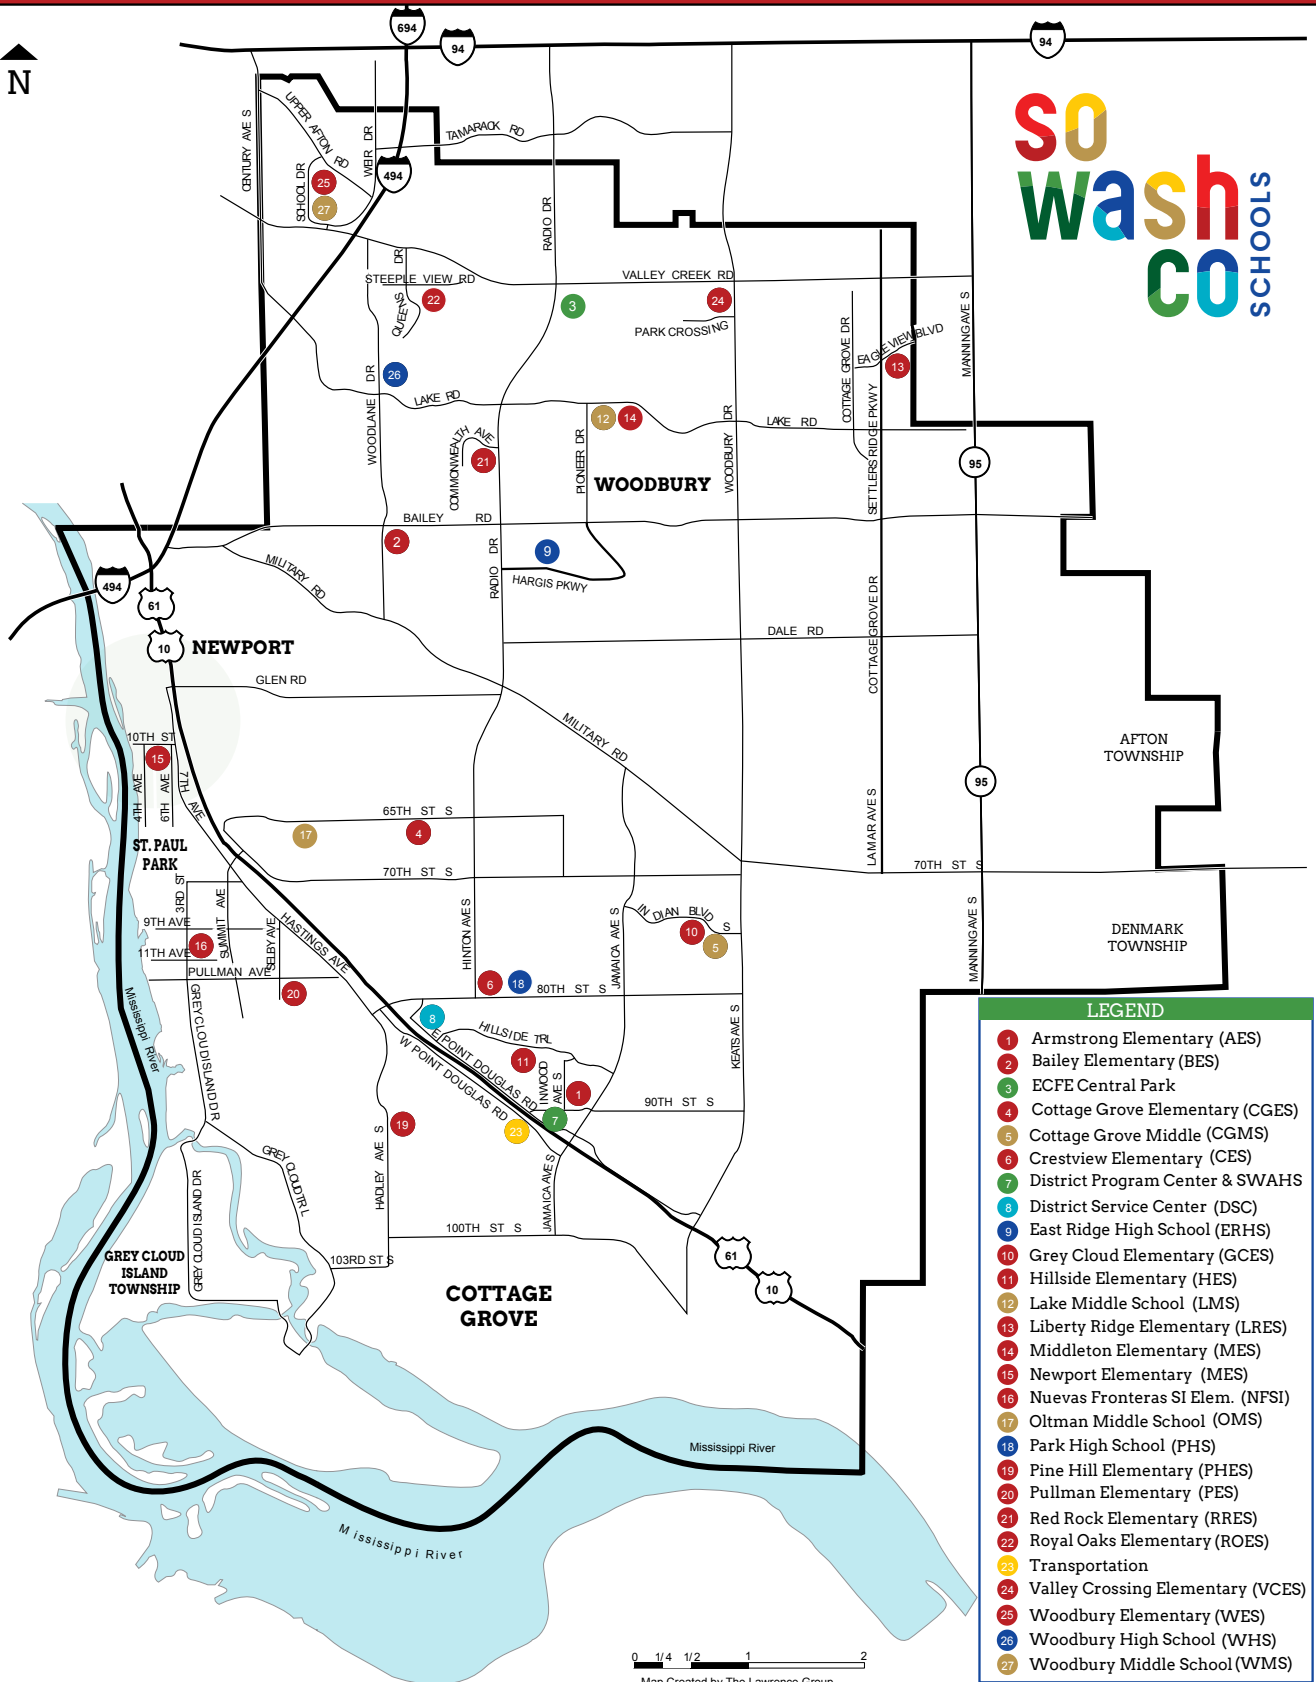 694
94
94
N
SO
wash
CO
SCHOOLS
CENTURY AVE S
UPPER AFTON RD
WEIR DR
TAMARACK RD
494
SCHOOL DR
25
27
RADIO DR
STEEPLE VIEW RD
QUEENS DR
22
3
VALLEY CREEK RD
24
PARK CROSSING
COTTAGE GROVE DR
EAGLE VIEW BLVD
13
MANNING AVE S
SETTLERS RIDGE PKWY
WOODLANE DR
26
LAKE RD
12
14
LAKE RD
COMMONWEALTH AVE
21
PIONEER DR
WOODBURY DR
WOODBURY
95
BAILEY RD
2
9
RADIO DR
HARGIS PKWY
MILITARY RD
494
61
10
NEWPORT
COTTAGE GROVE DR
DALE RD
GLEN RD
MILITARY RD
10TH ST
15
4TH AVE
6TH AVE
7TH AVE
AFTON
TOWNSHIP
95
65TH ST S
17
4
LAMAR AVE S
ST. PAUL
PARK
70TH ST S
70TH ST S
3RD ST
SUMMIT AVE
SELBY AVE
HASTINGS AVE
9TH AVE
11TH AVE
16
PULLMAN AVE
20
HINTON AVE S
JAMAICA AVE S
INDIAN BLVD S
10
5
MANNING AVE S
DENMARK
TOWNSHIP
6
18
80TH ST S
8
Mississippi River
GREY CLOUD ISLAND DR
E POINT DOUGLAS RD
W POINT DOUGLAS RD
HILLSIDE TRL
11
INWOOD AVE S
1
7
23
90TH ST S
KEATS AVE S
19
HADLEY AVE S
JAMAICA AVE S
GREY CLOUD TRL
GREY CLOUD ISLAND DR
100TH ST S
103RD ST S
61
10
GREY CLOUD
ISLAND
TOWNSHIP
COTTAGE
GROVE
Mississippi River
Mississippi River
LEGEND
1 Armstrong Elementary (AES)
2 Bailey Elementary (BES)
3 ECFE Central Park
4 Cottage Grove Elementary (CGES)
5 Cottage Grove Middle (CGMS)
6 Crestview Elementary (CES)
7 District Program Center & SWAHS
8 District Service Center (DSC)
9 East Ridge High School (ERHS)
10 Grey Cloud Elementary (GCES)
11 Hillside Elementary (HES)
12 Lake Middle School (LMS)
13 Liberty Ridge Elementary (LRES)
14 Middleton Elementary (MES)
15 Newport Elementary (MES)
16 Nuevas Fronteras SI Elem. (NFSI)
17 Oltman Middle School (OMS)
18 Park High School (PHS)
19 Pine Hill Elementary (PHES)
20 Pullman Elementary (PES)
21 Red Rock Elementary (RRES)
22 Royal Oaks Elementary (ROES)
23 Transportation
24 Valley Crossing Elementary (VCES)
25 Woodbury Elementary (WES)
26 Woodbury High School (WHS)
27 Woodbury Middle School (WMS)
0 1/4 1/2 1 2
Map Created by The Lawrence Group